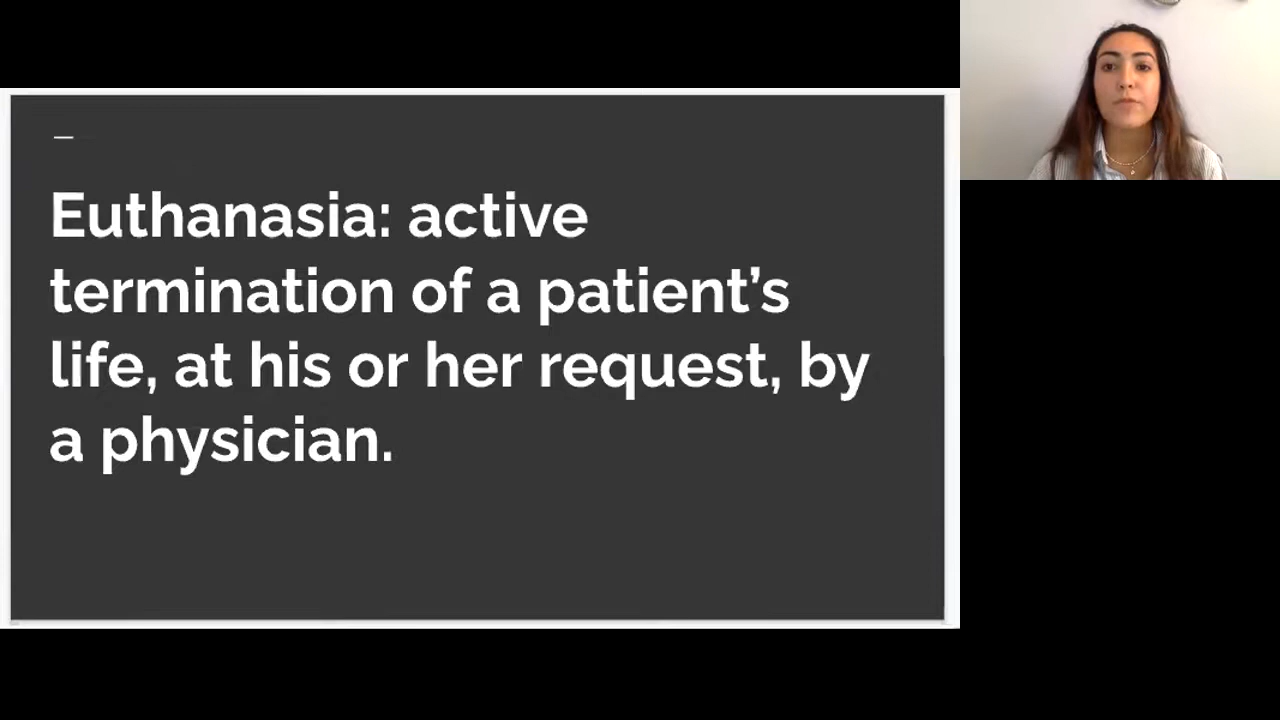 Euthanasia: active
termination of a patient’s
life, at his or her request, by
a physician.